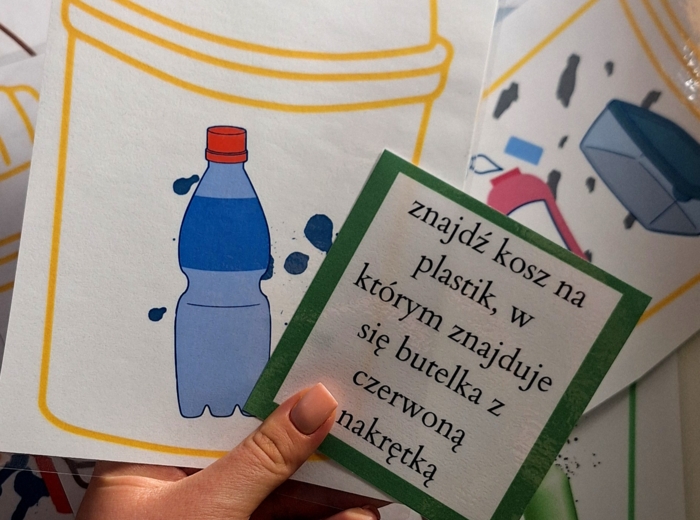 znajdź kosz na
plastik, w
którym znajduje
się butelka z
czerwoną
nakrętką